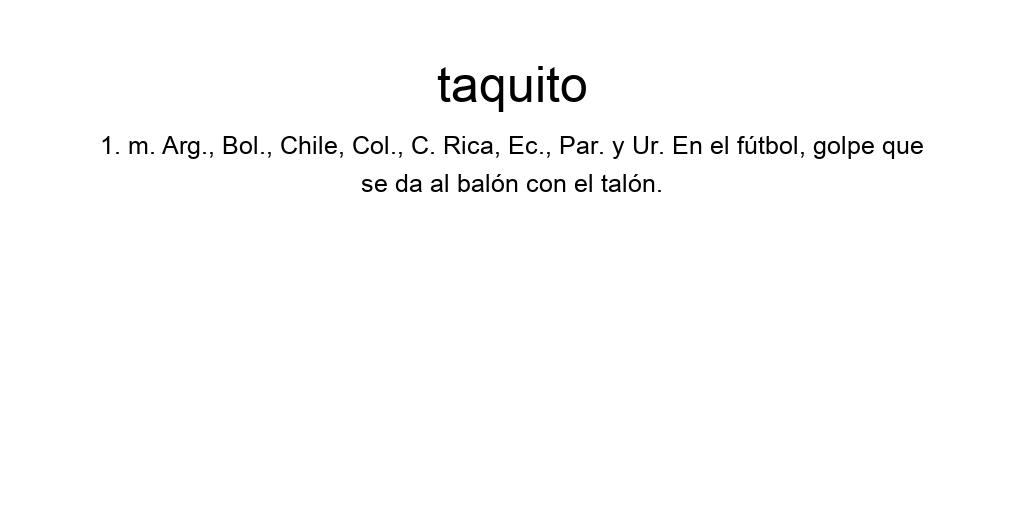 taquito
1. m. Arg., Bol., Chile, Col., C. Rica, Ec., Par. y Ur. En el fútbol, golpe que
se da al balón con el talón.